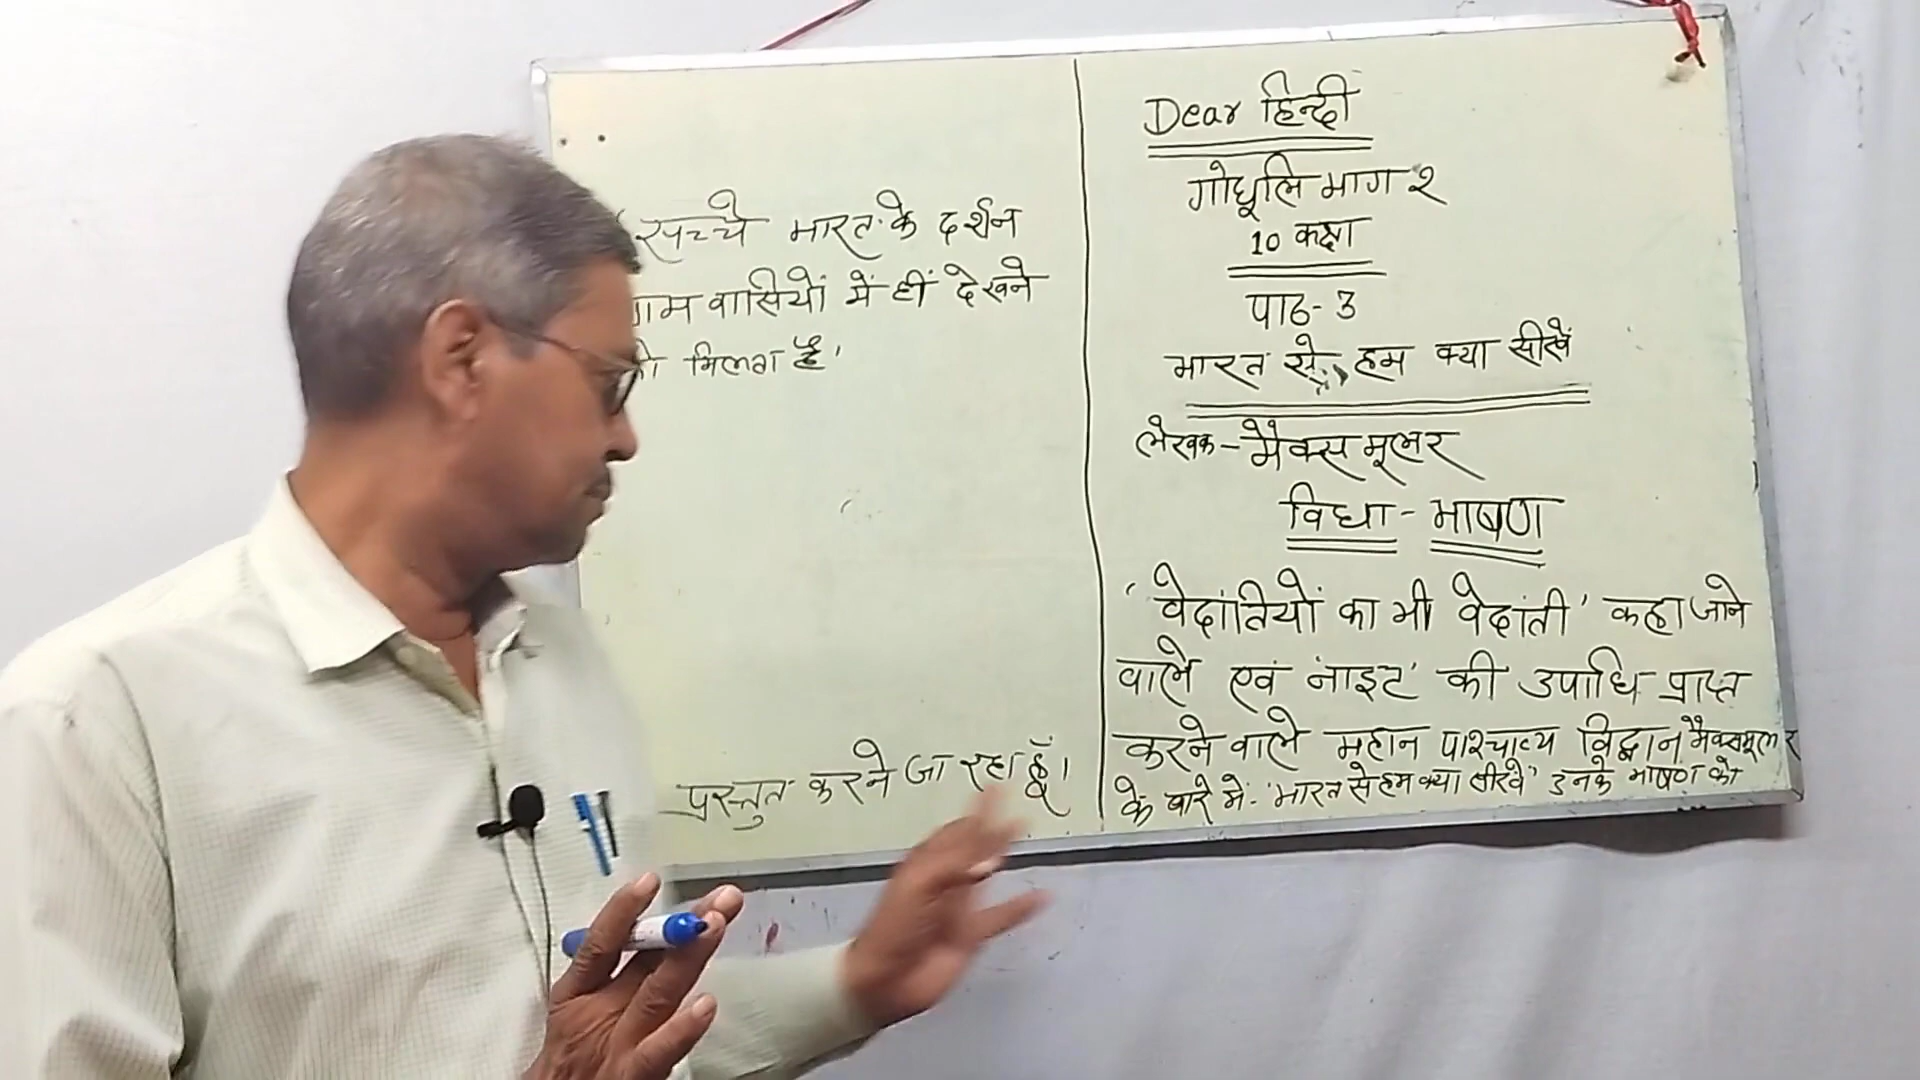 Dear हिन्दी
गोधूलि भाग २
10 कक्षा
पाठ-3
भारत से हम क्या सीखें
लेखक-मैक्स मूलर
विधा-भाषण
'वेदांतियों का भी वेदांती' कहा जाने
वाले एवं 'नाइट' की उपाधि प्राप्त
करने वाले महान पाश्चात्य विद्वान मैक्समूलर
के बारे में- 'भारत से हम क्या सीखें' उनके भाषण को
प्रस्तुत करने जा रहा हूँ।
सच्चे भारत के दर्शन
वासियों में हीं देखने
मिलता है'